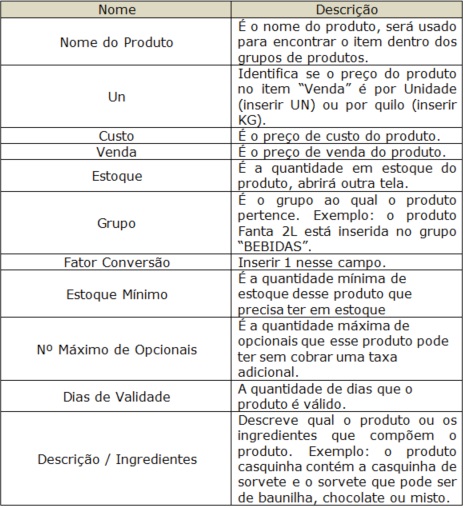 Nome Descrição
Nome do Produto
É o nome do produto, será usado
para encontrar o item dentro dos
grupos de produtos.
Un
Identifica se o preço do produto
no item “Venda” é por Unidade
(inserir UN) ou por quilo (inserir
KG).
Custo É o preço de custo do produto.
Venda É o preço de venda do produto.
Estoque
É a quantidade em estoque do
produto, abrirá outra tela.
Grupo
É o grupo ao qual o produto
pertence. Exemplo: o produto
Fanta 2L está inserida no grupo
“BEBIDAS”.
Fator Conversão Inserir 1 nesse campo.
Estoque Mínimo
É a quantidade mínima de
estoque desse produto que
precisa ter em estoque
Nº Máximo de Opcionais
É a quantidade máxima de
opcionais que esse produto pode
ter sem cobrar uma taxa
adicional.
Dias de Validade
A quantidade de dias que o
produto é válido.
Descrição / Ingredientes
Descreve qual o produto ou os
ingredientes que compõem o
produto. Exemplo: o produto
casquinha contém a casquinha de
sorvete e o sorvete que pode ser
de baunilha, chocolate ou misto.